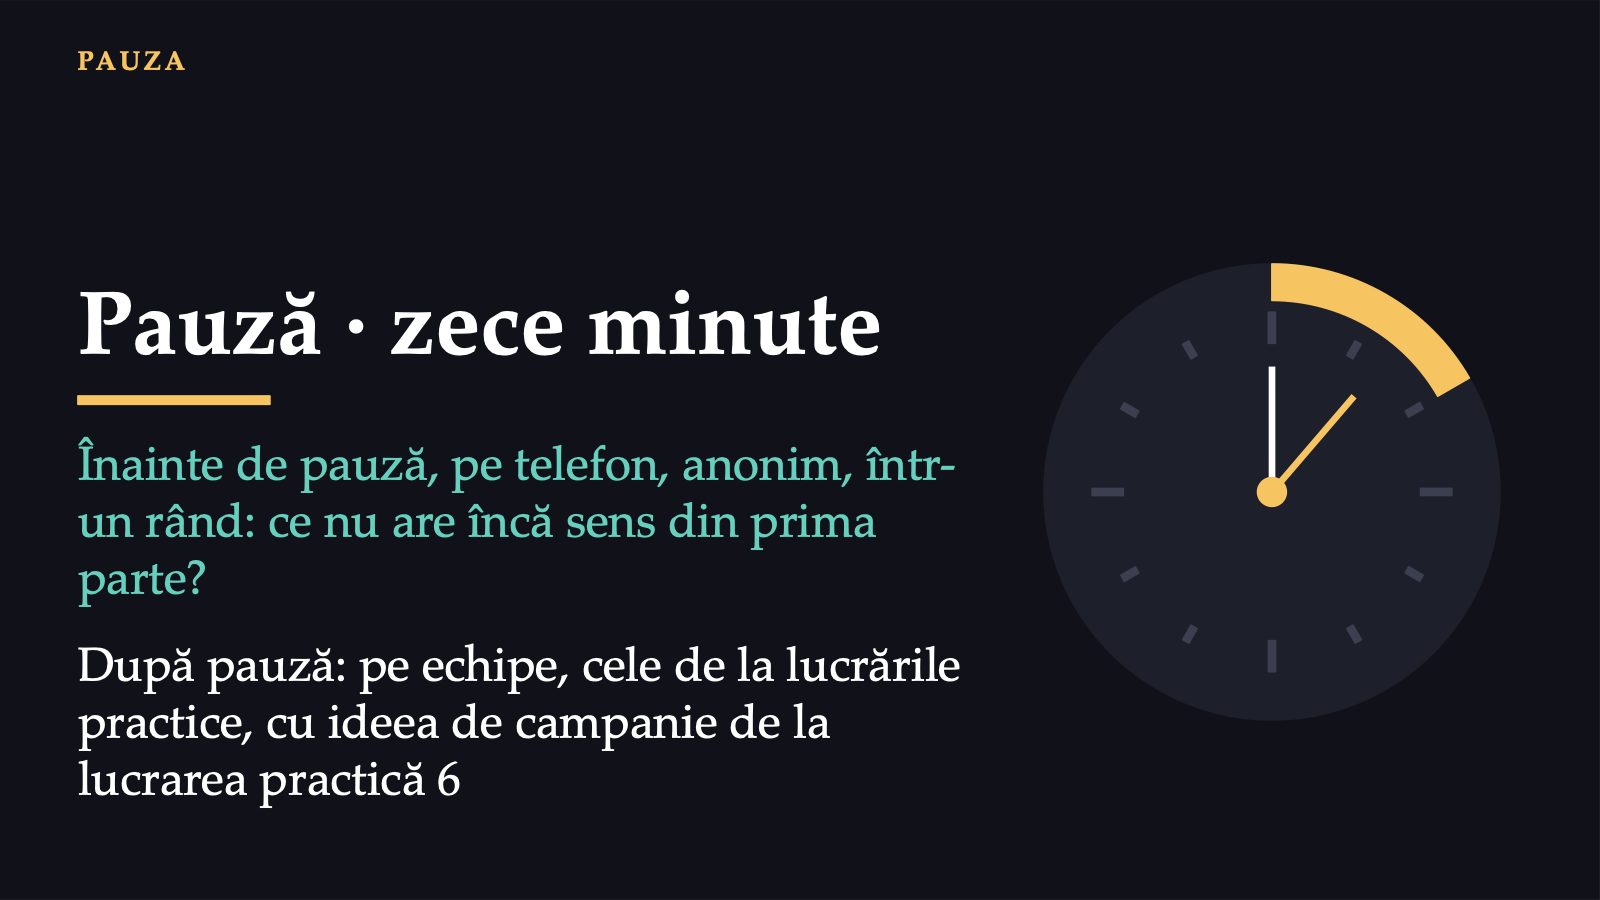 PAUZA
Pauză · zece minute
Înainte de pauză, pe telefon, anonim, într-
un rând: ce nu are încă sens din prima
parte?
După pauză: pe echipe, cele de la lucrările
practice, cu ideea de campanie de la
lucrarea practică 6